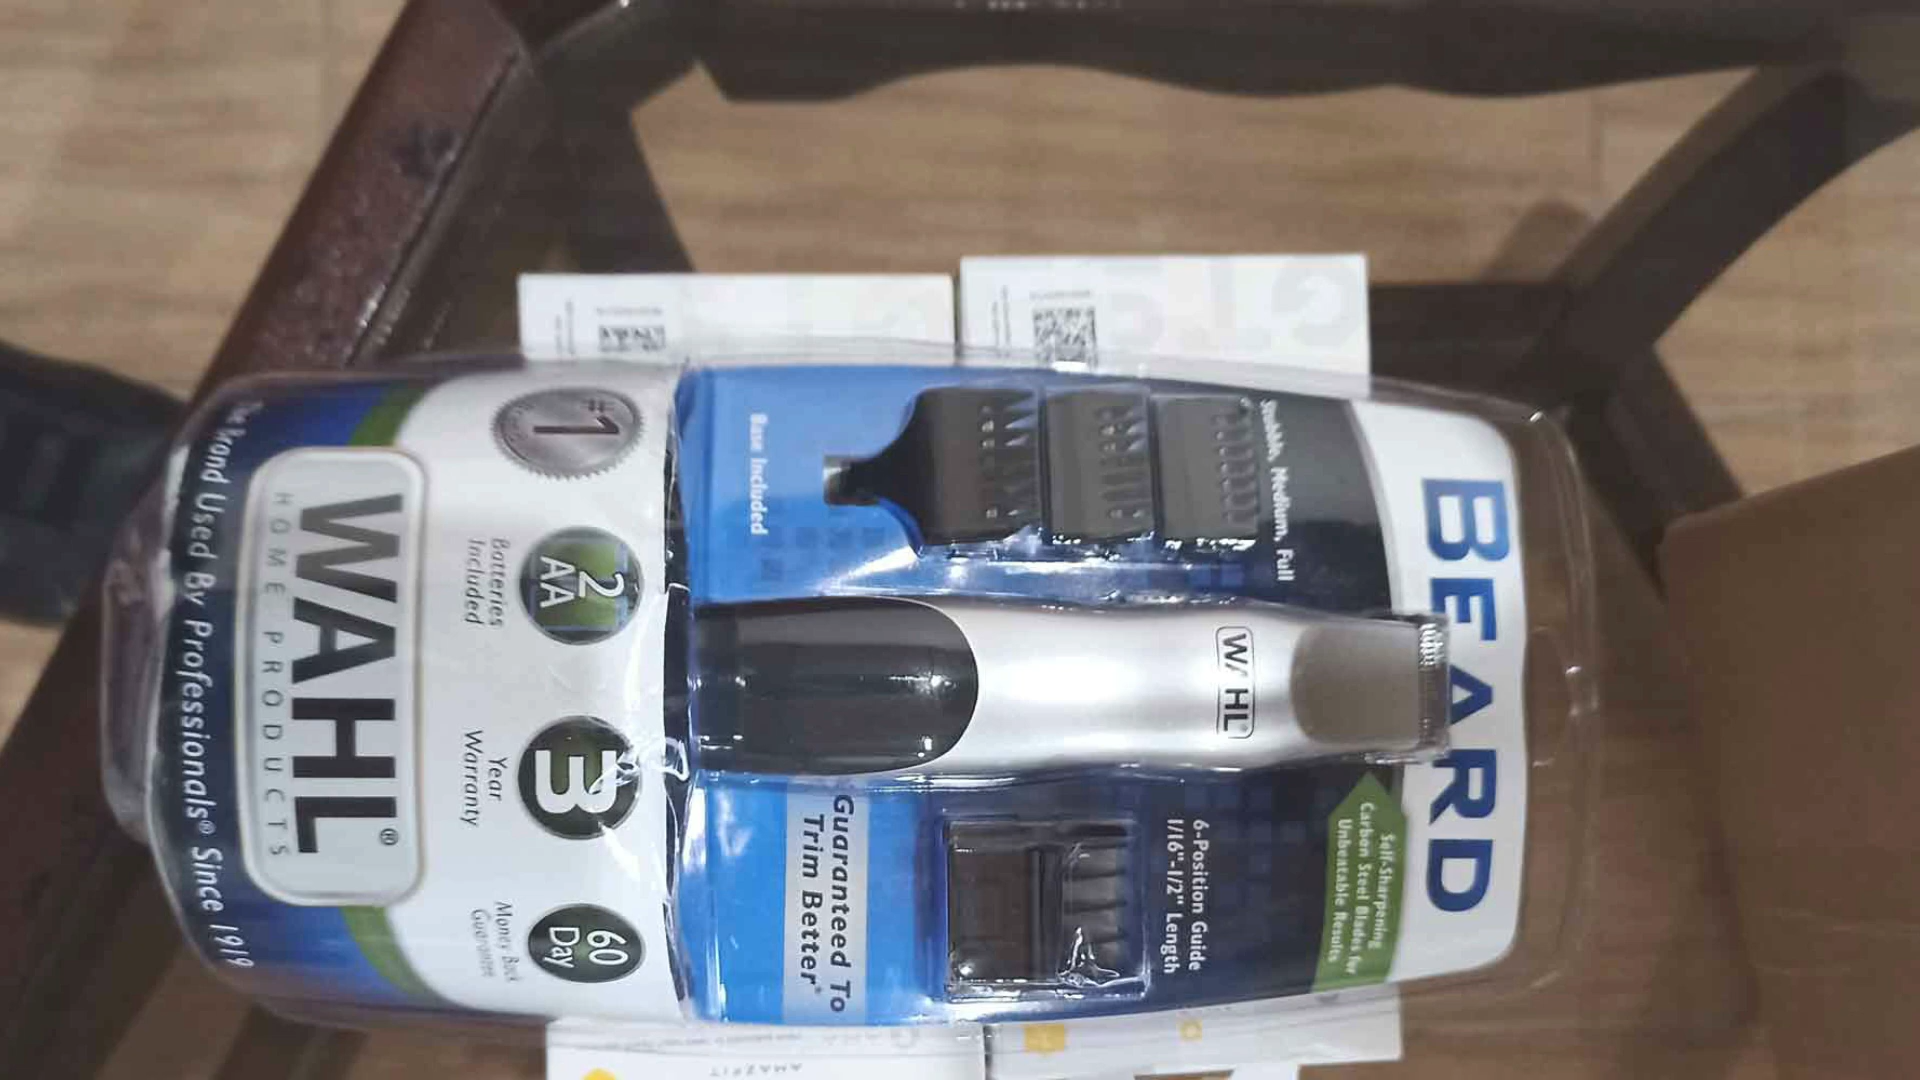 BEARD
Self-Sharpening
Carbon Steel Blades for
Unbeatable Results
Stubble, Medium, Full
WAHL
6-Position Guide
1/16"-1/2" Length
Base Included
Guaranteed To
Trim Better
#1
2
AA
Batteries
Included
3
Year
Warranty
60
Day
Money Back
Guarantee
WAHL®
HOME PRODUCTS
Brand Used By Professionals® Since 1919
AMAZFIT